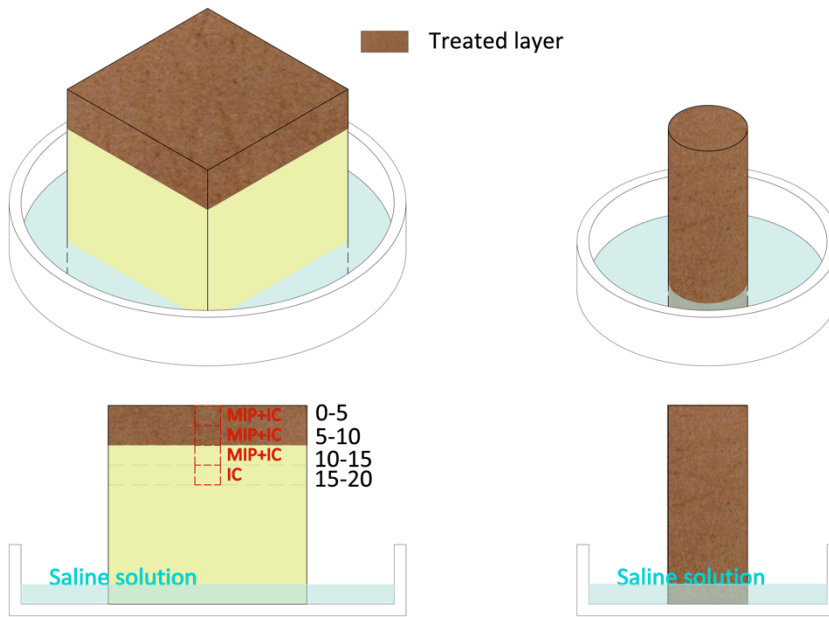 Treated layer
MIP+IC 0-5
MIP+IC 5-10
MIP+IC 10-15
IC 15-20
Saline solution
Saline solution